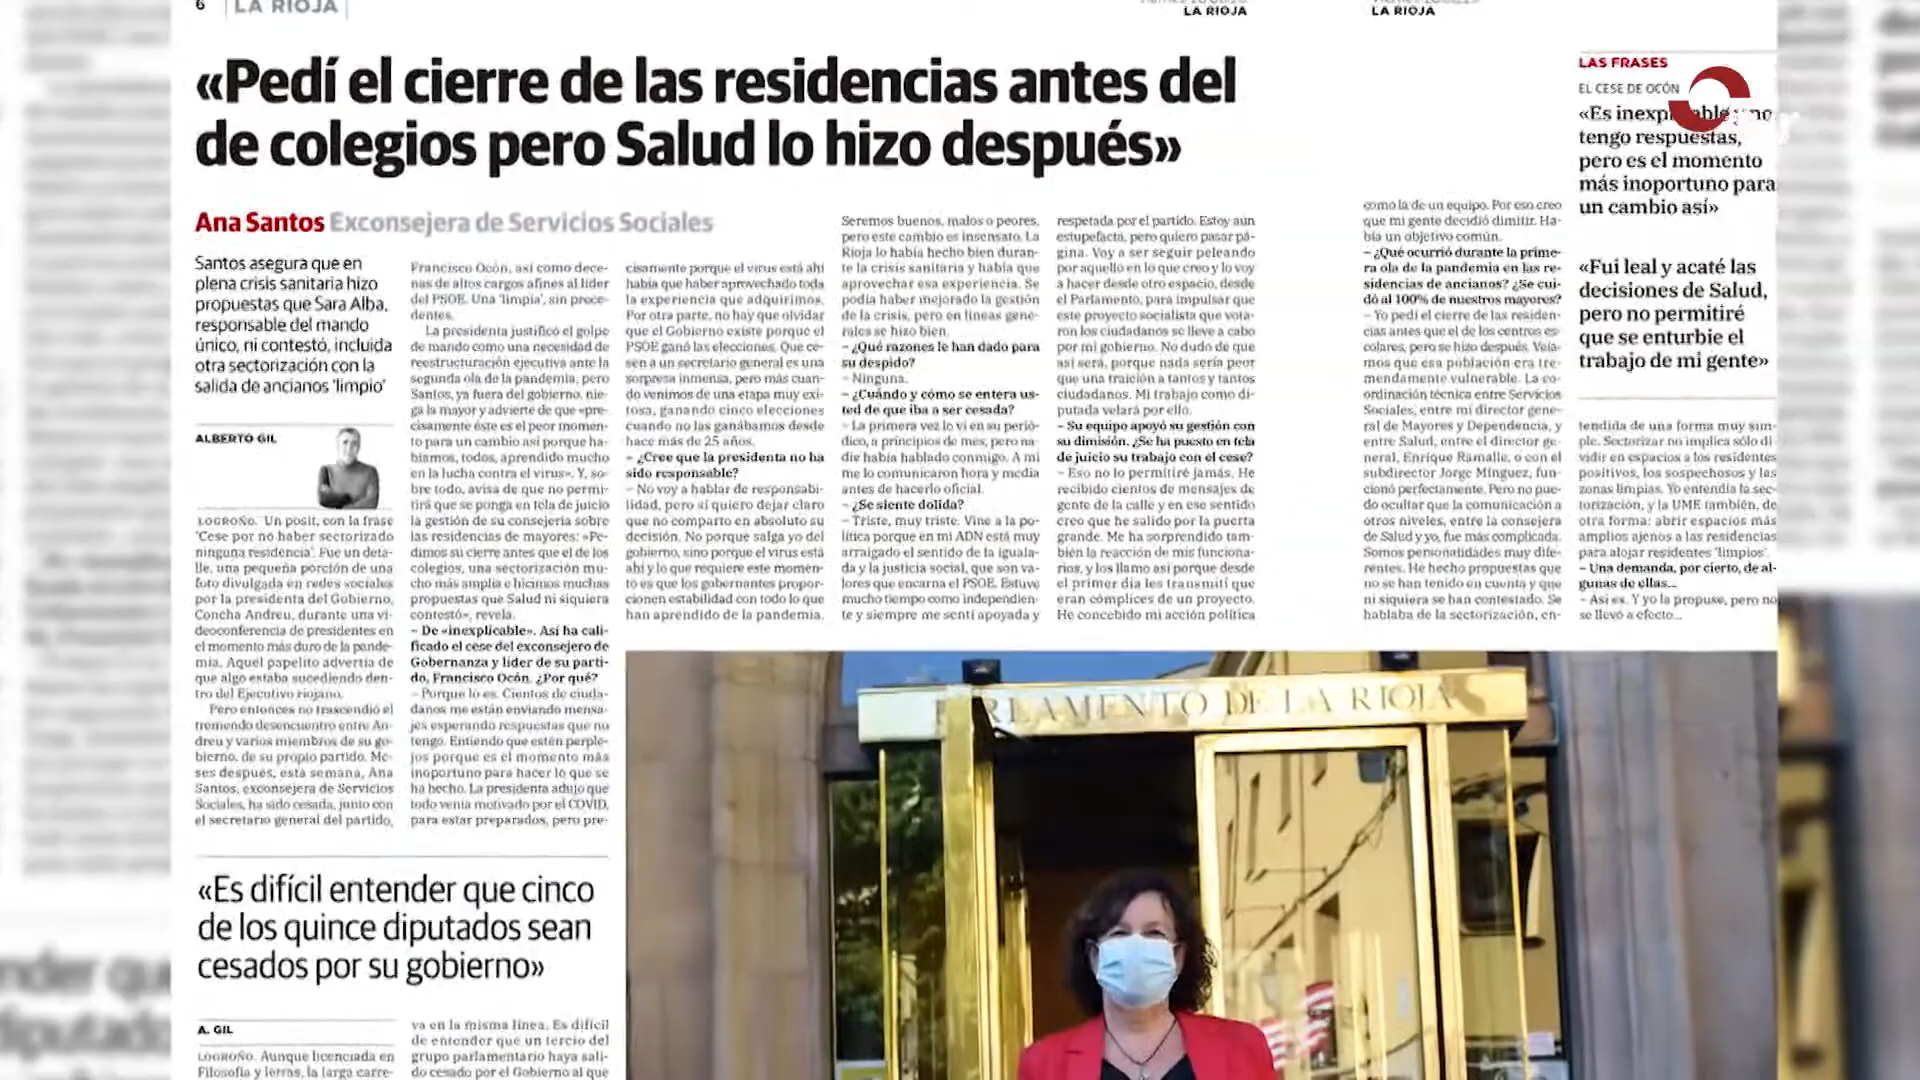 6
LA RIOJA
LA RIOJA
LA RIOJA
«Pedí el cierre de las residencias antes del
de colegios pero Salud lo hizo después»
Ana Santos Exconsejera de Servicios Sociales
Santos asegura que en
plena crisis sanitaria hizo
propuestas que Sara Alba,
responsable del mando
único, ni contestó, incluida
otra sectorización con la
salida de ancianos 'limpio'
ALBERTO GIL
LOGROÑO. Un posit, con la frase
'Cese por no haber sectorizado
ninguna residencia'. Fue un deta-
lle, una pequeña porción de una
foto divulgada en redes sociales
por la presidenta del Gobierno,
Concha Andreu, durante una vi-
deoconferencia de presidentes en
el momento más duro de la pande-
mia. Aquel papelito advertía de
que algo estaba sucediendo den-
tro del Ejecutivo riojano.
Pero entonces no trascendió el
tremendo desencuentro entre An-
dreu y varios miembros de su go-
bierno, de su propio partido. Me-
ses después, esta semana, Ana
Santos, exconsejera de Servicios
Sociales, ha sido cesada, junto con
el secretario general del partido,
Francisco Ocón, así como dece-
nas de altos cargos afines al líder
del PSOE. Una 'limpia', sin prece-
dentes.
La presidenta justificó el golpe
de mando como una necesidad de
reestructuración ejecutiva ante la
segunda ola de la pandemia, pero
Santos, ya fuera del gobierno, nie-
ga la mayor y advierte de que «pre-
cisamente éste es el peor momen-
to para un cambio así porque ha-
bíamos, todos, aprendido mucho
en la lucha contra el virus». Y, so-
bre todo, avisa de que no permi-
tirá que se ponga en tela de juicio
la gestión de su consejería sobre
las residencias de mayores: «Pe-
dimos su cierre antes que el de los
colegios, una sectorización mu-
cho más amplia e hicimos muchas
propuestas que Salud ni siquiera
contestó», revela.
– De «inexplicable». Así ha cali-
ficado el cese del exconsejero de
Gobernanza y líder de su parti-
do, Francisco Ocón. ¿Por qué?
– Porque lo es. Cientos de ciuda-
danos me están enviando mensa-
jes esperando respuestas que no
tengo. Entiendo que estén perple-
jos porque es el momento más
inoportuno para hacer lo que se
ha hecho. La presidenta adujo que
todo venía motivado por el COVID,
para estar preparados, pero pre-
cisamente porque el virus está ahí
había que haber aprovechado toda
la experiencia que adquirimos.
Por otra parte, no hay que olvidar
que el Gobierno existe porque el
PSOE ganó las elecciones. Que ce-
sen a un secretario general es una
sorpresa inmensa, pero más cuan-
do venimos de una etapa muy exi-
tosa, ganando cinco elecciones
cuando no las ganábamos desde
hace más de 25 años.
– ¿Cree que la presidenta no ha
sido responsable?
– No voy a hablar de responsabi-
lidad, pero sí quiero dejar claro
que no comparto en absoluto su
decisión. No porque salga yo del
gobierno, sino porque el virus está
ahí y lo que requiere este momen-
to es que los gobernantes propor-
cionen estabilidad con todo lo que
han aprendido de la pandemia.
Seremos buenos, malos o peores,
pero este cambio es insensato. La
Rioja lo había hecho bien duran-
te la crisis sanitaria y había que
aprovechar esa experiencia. Se
podía haber mejorado la gestión
de la crisis, pero en líneas gene-
rales se hizo bien.
– ¿Qué razones le han dado para
su despido?
– Ninguna.
– ¿Cuándo y cómo se entera us-
ted de que iba a ser cesada?
– La primera vez lo vi en su perió-
dico, a principios de mes, pero na-
die había hablado conmigo. A mí
me lo comunicaron hora y media
antes de hacerlo oficial.
– ¿Se siente dolida?
– Triste, muy triste. Vine a la po-
lítica porque en mi ADN está muy
arraigado el sentido de la iguala-
da y la justicia social, que son va-
lores que encarna el PSOE. Estuve
mucho tiempo como independien-
te y siempre me sentí apoyada y
respetada por el partido. Estoy aún
estupefacta, pero quiero pasar pá-
gina. Voy a ser seguir peleando
por aquello en lo que creo y lo voy
a hacer desde otro espacio, desde
el Parlamento, para impulsar que
este proyecto socialista que vota-
ron los ciudadanos se lleve a cabo
por mi gobierno. No dudo de que
así será, porque nada sería peor
que una traición a tantos y tantos
ciudadanos. Mi trabajo como di-
putada velará por ello.
– Su equipo apoyó su gestión con
su dimisión. ¿Se ha puesto en tela
de juicio su trabajo con el cese?
– Eso no lo permitiré jamás. He
recibido cientos de mensajes de
gente de la calle y en ese sentido
creo que he salido por la puerta
grande. Me ha sorprendido tam-
bién la reacción de mis funciona-
rios, y los llamo así porque desde
el primer día les transmití que
eran cómplices de un proyecto.
He concebido mi acción política
como la de un equipo. Por eso creo
que mi gente decidió dimitir. Ha-
bía un objetivo común.
– ¿Qué ocurrió durante la prime-
ra ola de la pandemia en las re-
sidencias de ancianos? ¿Se cui-
dó al 100% de nuestros mayores?
– Yo pedí el cierre de las residen-
cias antes que el de los centros es-
colares, pero se hizo después. Veía-
mos que esa población era tre-
mendamente vulnerable. La co-
ordinación técnica entre Servicios
Sociales, entre mi director gene-
ral de Mayores y Dependencia, y
entre Salud, entre el director ge-
neral, Enrique Ramalle, o con el
subdirector Jorge Mínguez, fun-
cionó perfectamente. Pero no pue-
do ocultar que la comunicación a
otros niveles, entre la consejera
de Salud y yo, fue más complicada.
Somos personalidades muy dife-
rentes. He hecho propuestas que
no se han tenido en cuenta y que
ni siquiera se han contestado. Se
hablaba de la sectorización, en-
LAS FRASES
EL CESE DE OCÓN
«Es inexplicable y no
tengo respuestas,
pero es el momento
más inoportuno para
un cambio así»
«Fui leal y acaté las
decisiones de Salud,
pero no permitiré
que se enturbie el
trabajo de mi gente»
tendida de una forma muy sim-
ple. Sectorizar no implica sólo di-
vidir en espacios a los residentes
positivos, los sospechosos y las
zonas limpias. Yo entendía la sec-
torización, y la UME también, de
otra forma: abrir espacios más
amplios ajenos a las residencias
para alojar residentes 'limpios'.
– Una demanda, por cierto, de al-
gunas de ellas...
– Así es. Y yo la propuse, pero no
se llevó a efecto...
PARLAMENTO DE LA RIOJA
«Es difícil entender que cinco
de los quince diputados sean
cesados por su gobierno»
A. GIL
LOGROÑO. Aunque licenciada en
Filosofía y letras, la larga carre-
va en la misma línea. Es difícil
de entender que un tercio del
grupo parlamentario haya sali-
do cesado por el Gobierno al que